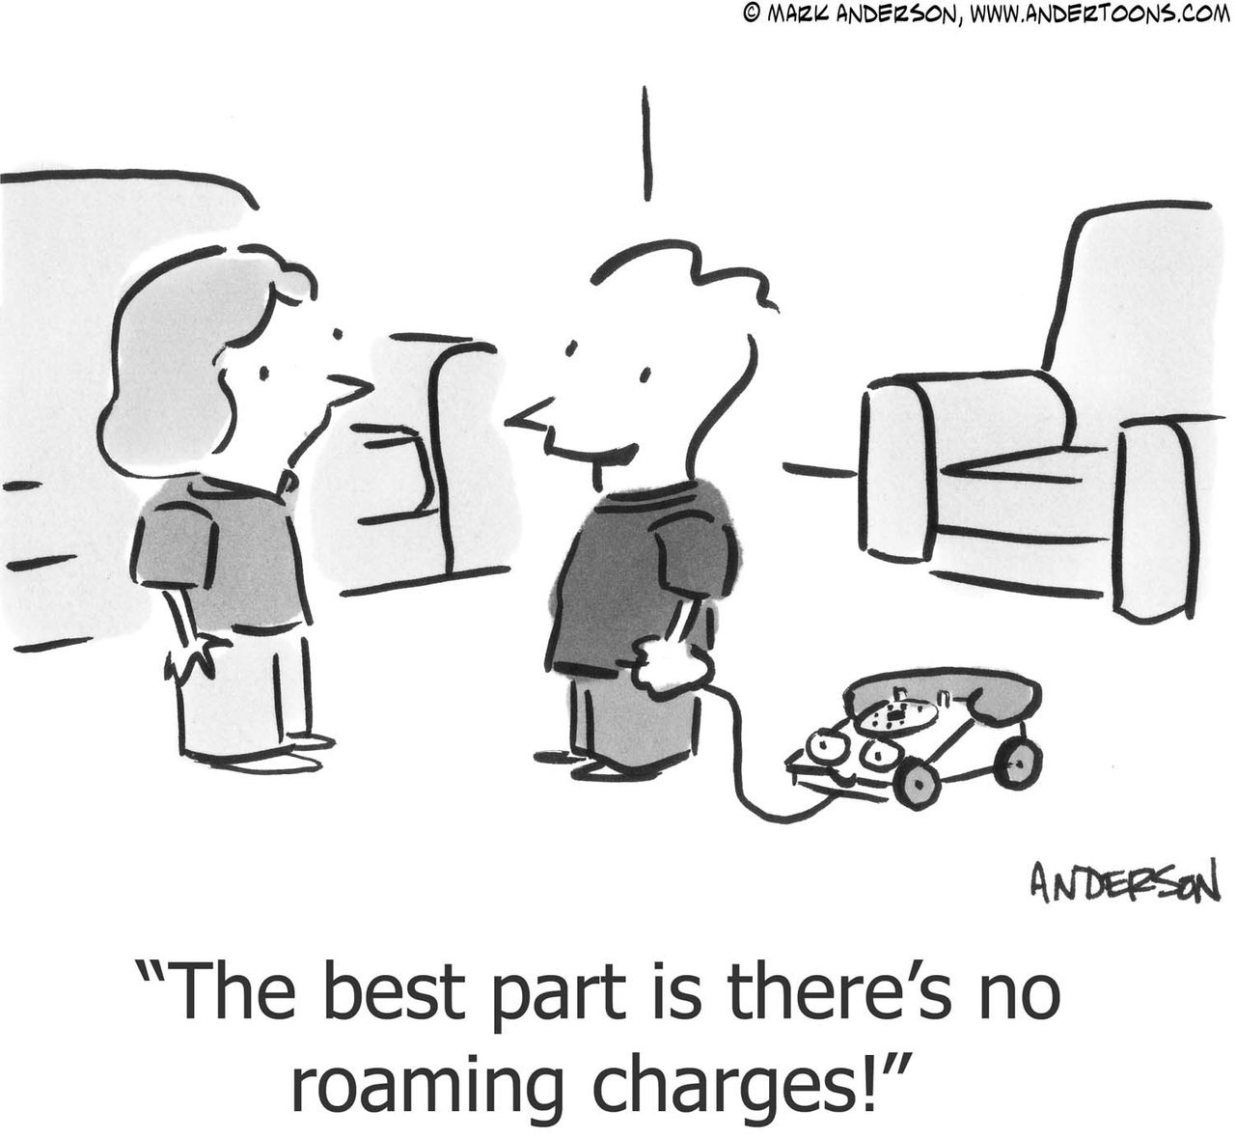 © MARK ANDERSON, WWW.ANDERTOONS.COM
ANDERSON
“The best part is there’s no
roaming charges!”